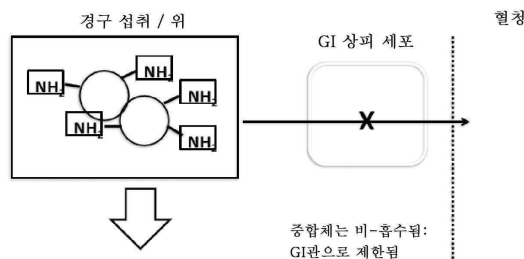 경구 섭취 / 위
혈청
GI 상피 세포
NH2
NH2
NH2
NH2
NH2
X
중합체는 비-흡수됨:
GI관으로 제한됨